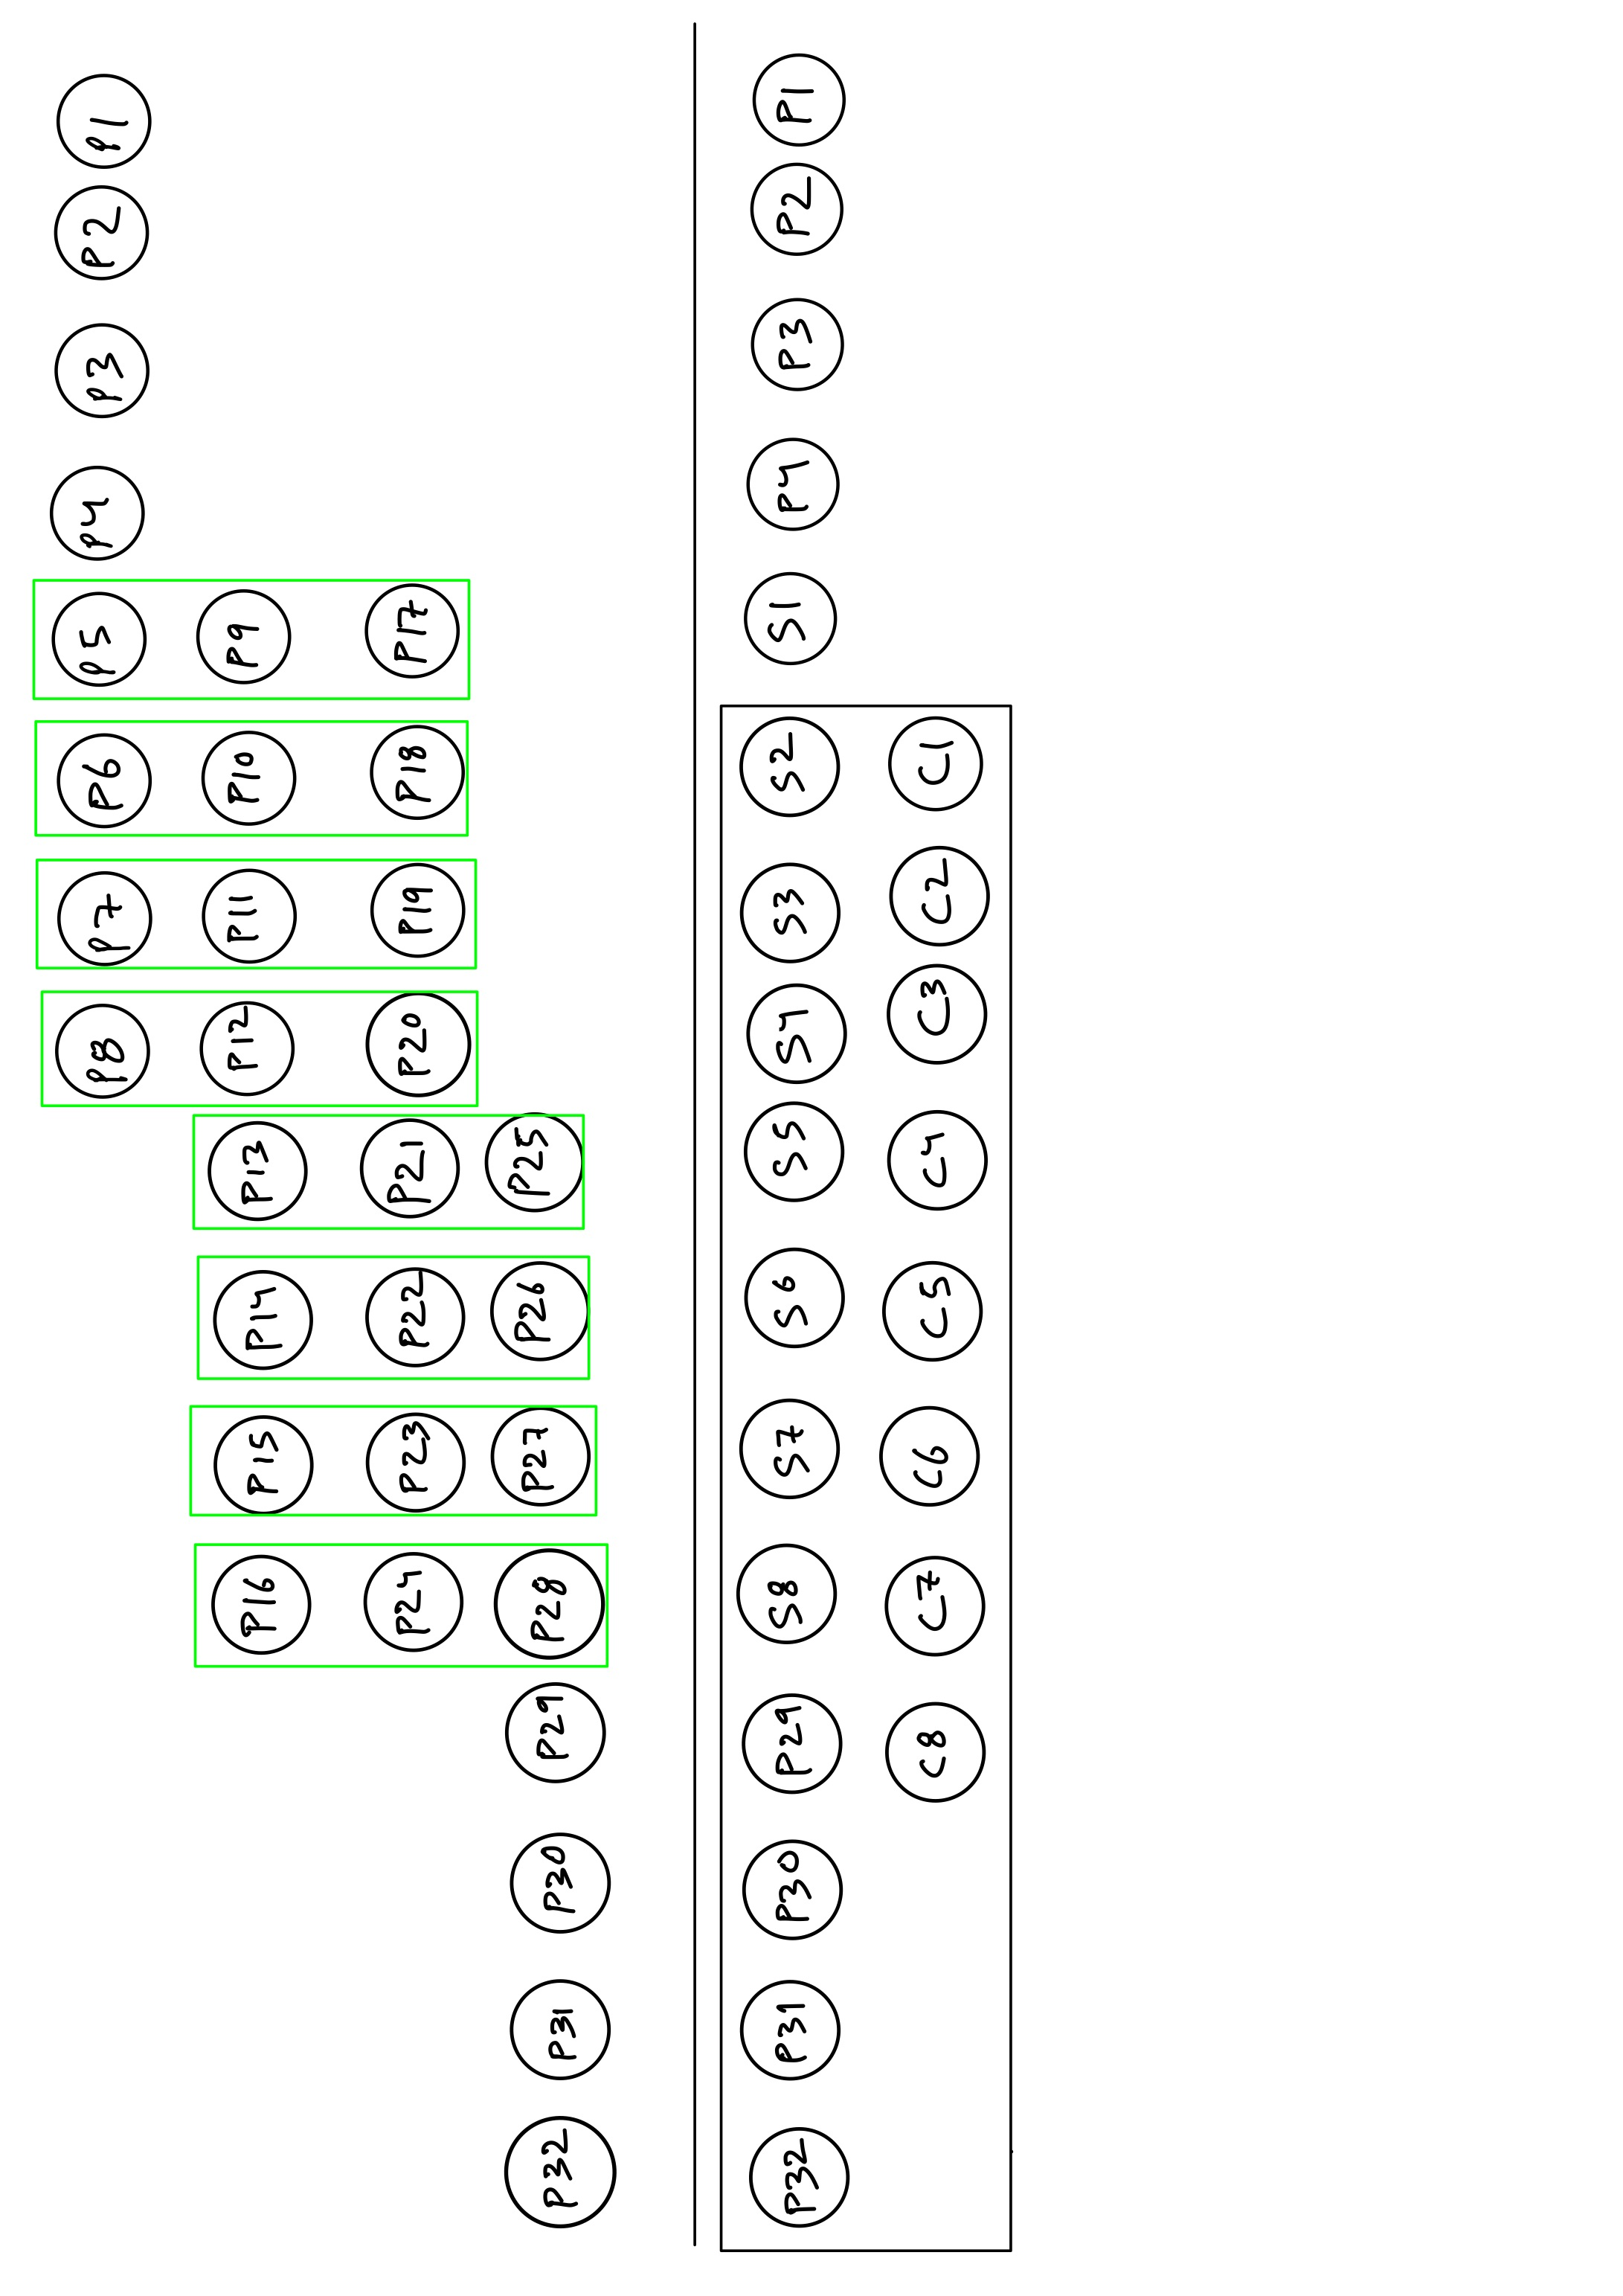 P8 P7 P6 P5 P4 P3 P2 P1
P16 P15 P14 P13 P12 P11 P10 P9
P24 P23 P22 P21 P20 P19 P18 P17
P32 P31 P30 P29 P28 P27 P26 P25
P32 P31 P30 P29 S8 S7 S6 S5 S4 S3 S2 S1 P4 P3 P2 P1
C8 C7 C6 C5 C4 C3 C2 C1